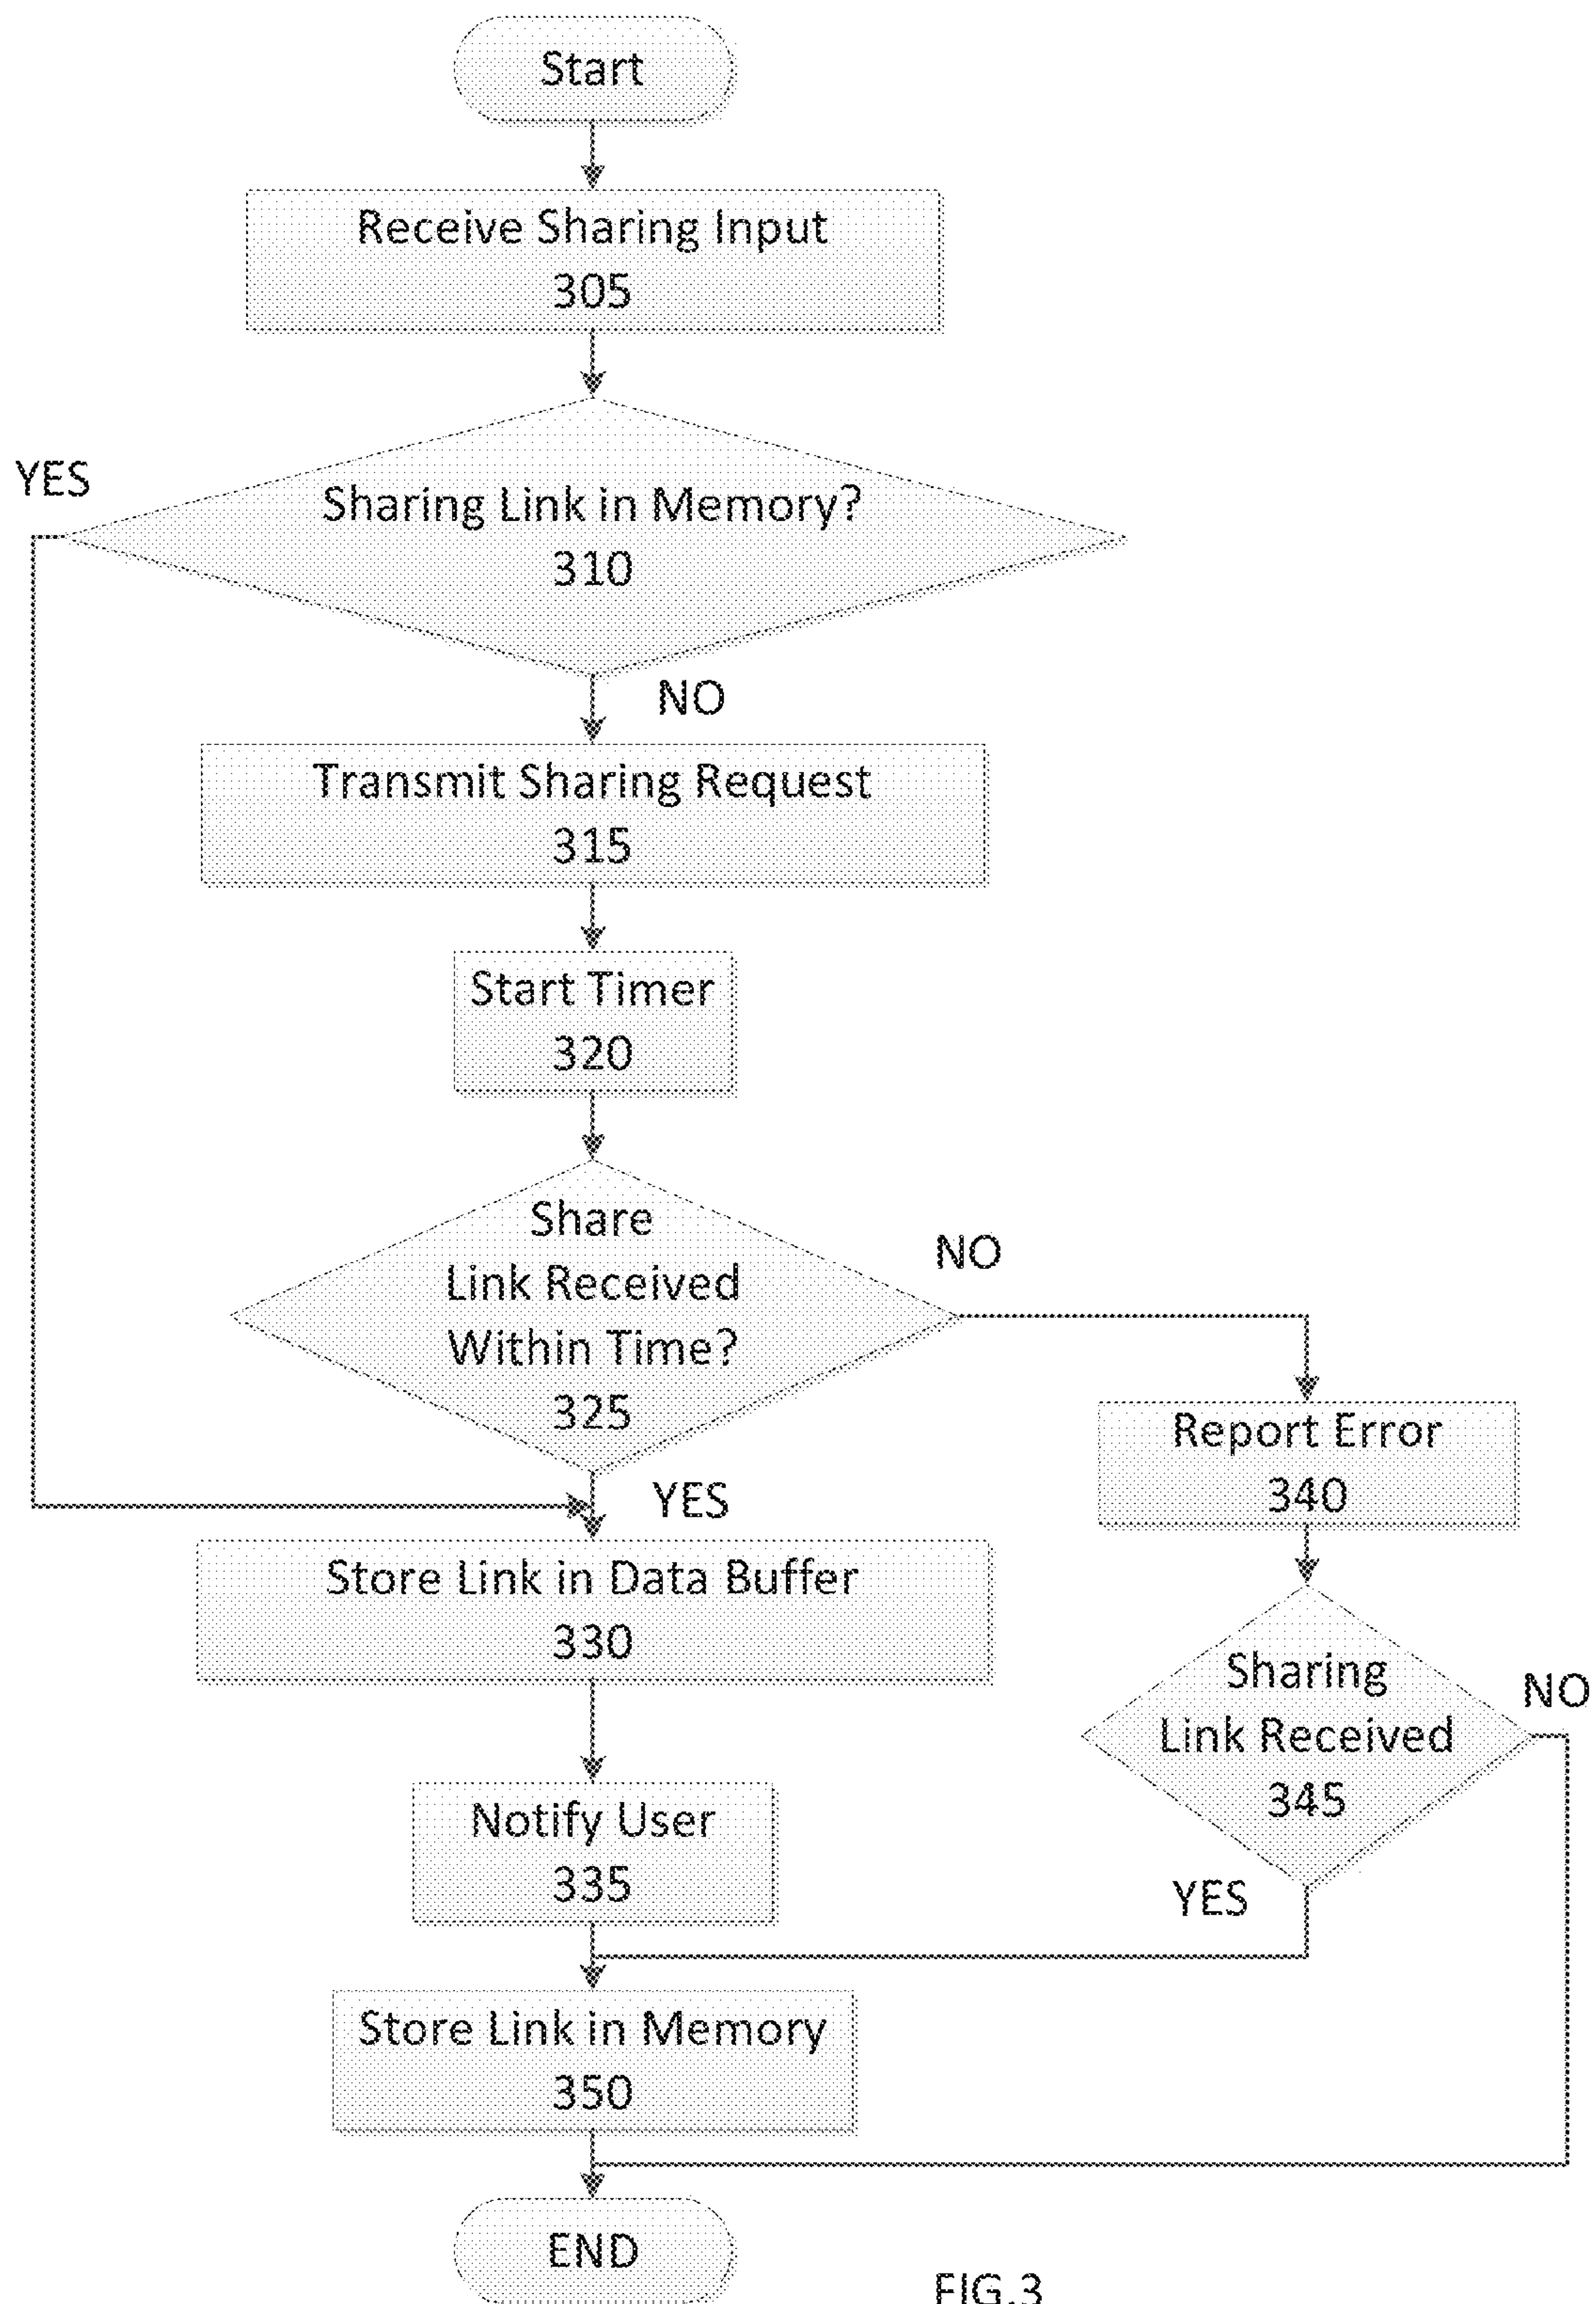 Start
Receive Sharing Input
305
YES
Sharing Link in Memory?
310
NO
Transmit Sharing Request
315
Start Timer
320
Share
Link Received
Within Time?
325
NO
YES
Store Link in Data Buffer
330
Report Error
340
Sharing
Link Received
345
NO
YES
Notify User
335
Store Link in Memory
350
END
FIG.3